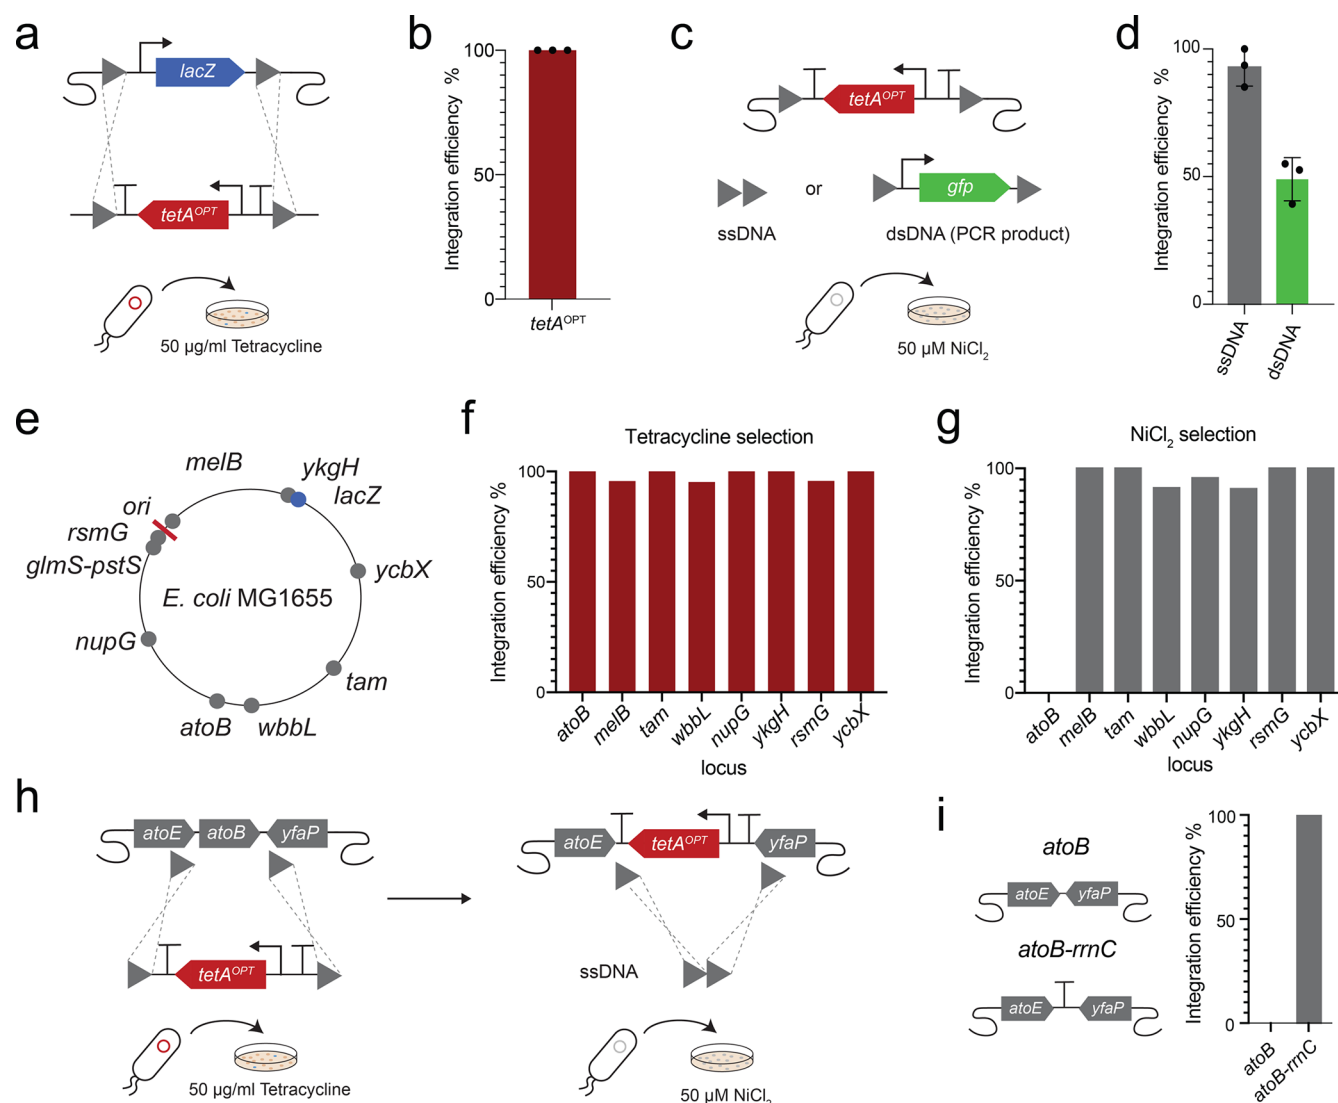 a
lacZ
tetA^OPT
50 µg/ml Tetracycline
b
Integration efficiency %
100
50
0
tetA^OPT
c
tetA^OPT
or
gfp
ssDNA
dsDNA (PCR product)
50 µM NiCl₂
d
Integration efficiency %
100
50
0
ssDNA
dsDNA
e
melB
ykgH
lacZ
ori
rsmG
glmS-pstS
ycbX
E. coli MG1655
nupG
tam
atoB
wbbL
f
Tetracycline selection
Integration efficiency %
100
50
0
atoB
melB
tam
wbbL
nupG
ykgH
rsmG
ycbX
locus
g
NiCl₂ selection
Integration efficiency %
100
50
0
atoB
melB
tam
wbbL
nupG
ykgH
rsmG
ycbX
locus
h
atoE
atoB
yfaP
tetA^OPT
50 µg/ml Tetracycline
atoE
tetA^OPT
yfaP
ssDNA
50 µM NiCl₂
i
atoB
atoE
yfaP
atoB-rrnC
atoE
yfaP
Integration efficiency %
100
50
0
atoB
atoB-rrnC